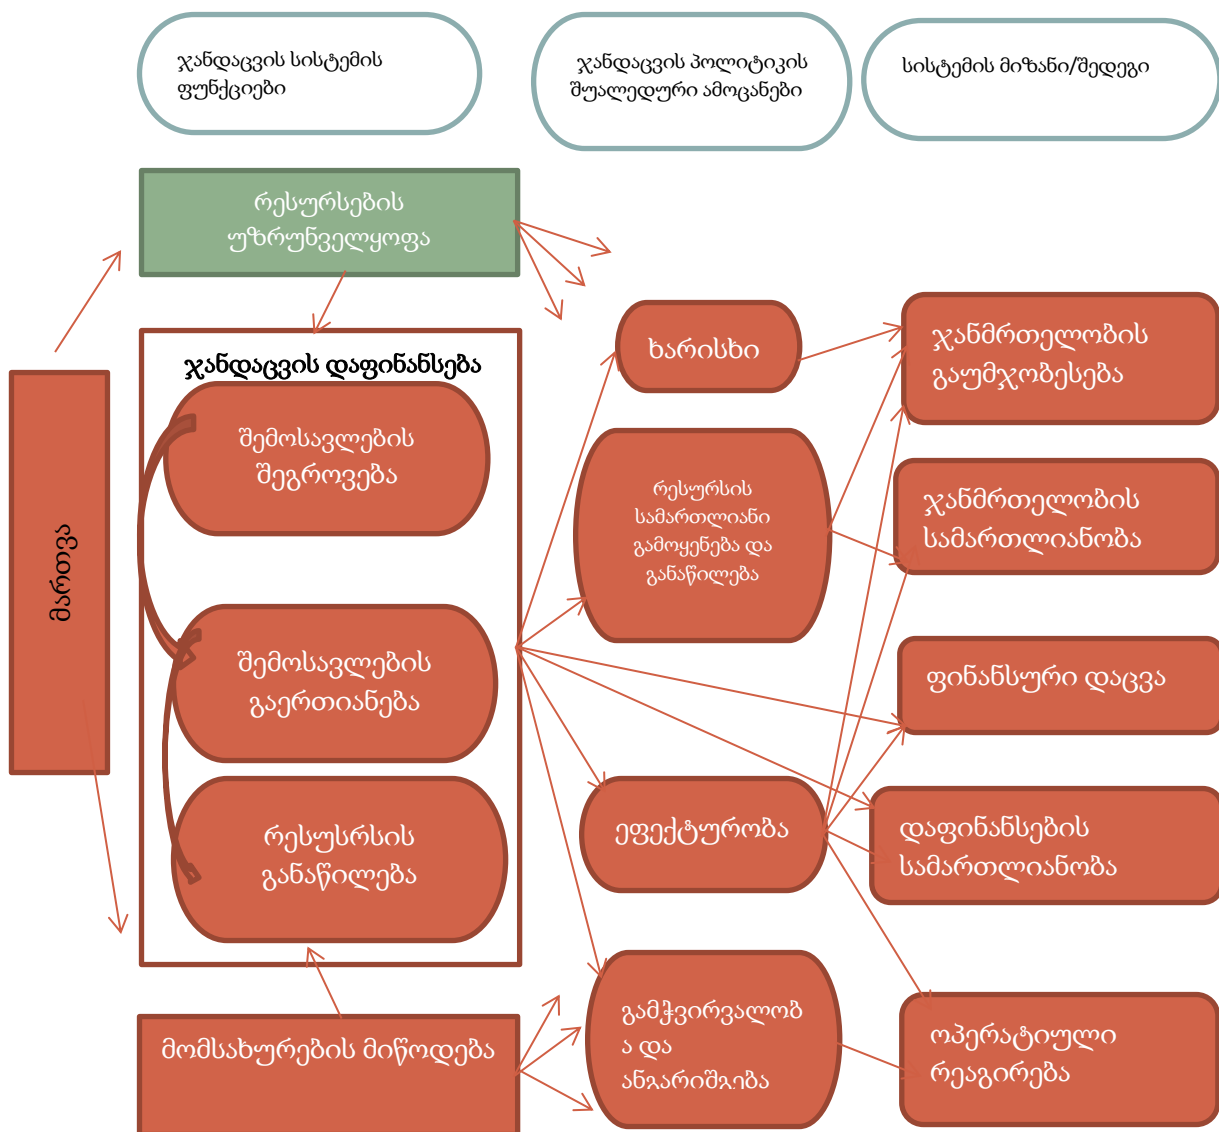 ჯანდაცვის სისტემის
ფუნქციები
ჯანდაცვის პოლიტიკის
შუალედური ამოცანები
სისტემის მიზანი/შედეგი
რესურსების
უზრუნველყოფა
ჯანდაცვის დაფინანსება
შემოსავლების
შეგროვება
შემოსავლების
გაერთიანება
რესუსრსის
განაწილება
მართვა
მომსახურების მიწოდება
ხარისხი
რესურსის
სამართლიანი
გამოყენება და
განაწილება
ეფექტურობა
გამჭვირვალობ
ა და
ანგარიშგება
ჯანმრთელობის
გაუმჯობესება
ჯანმრთელობის
სამართლიანობა
ფინანსური დაცვა
დაფინანსების
სამართლიანობა
ოპერატიული
რეაგირება